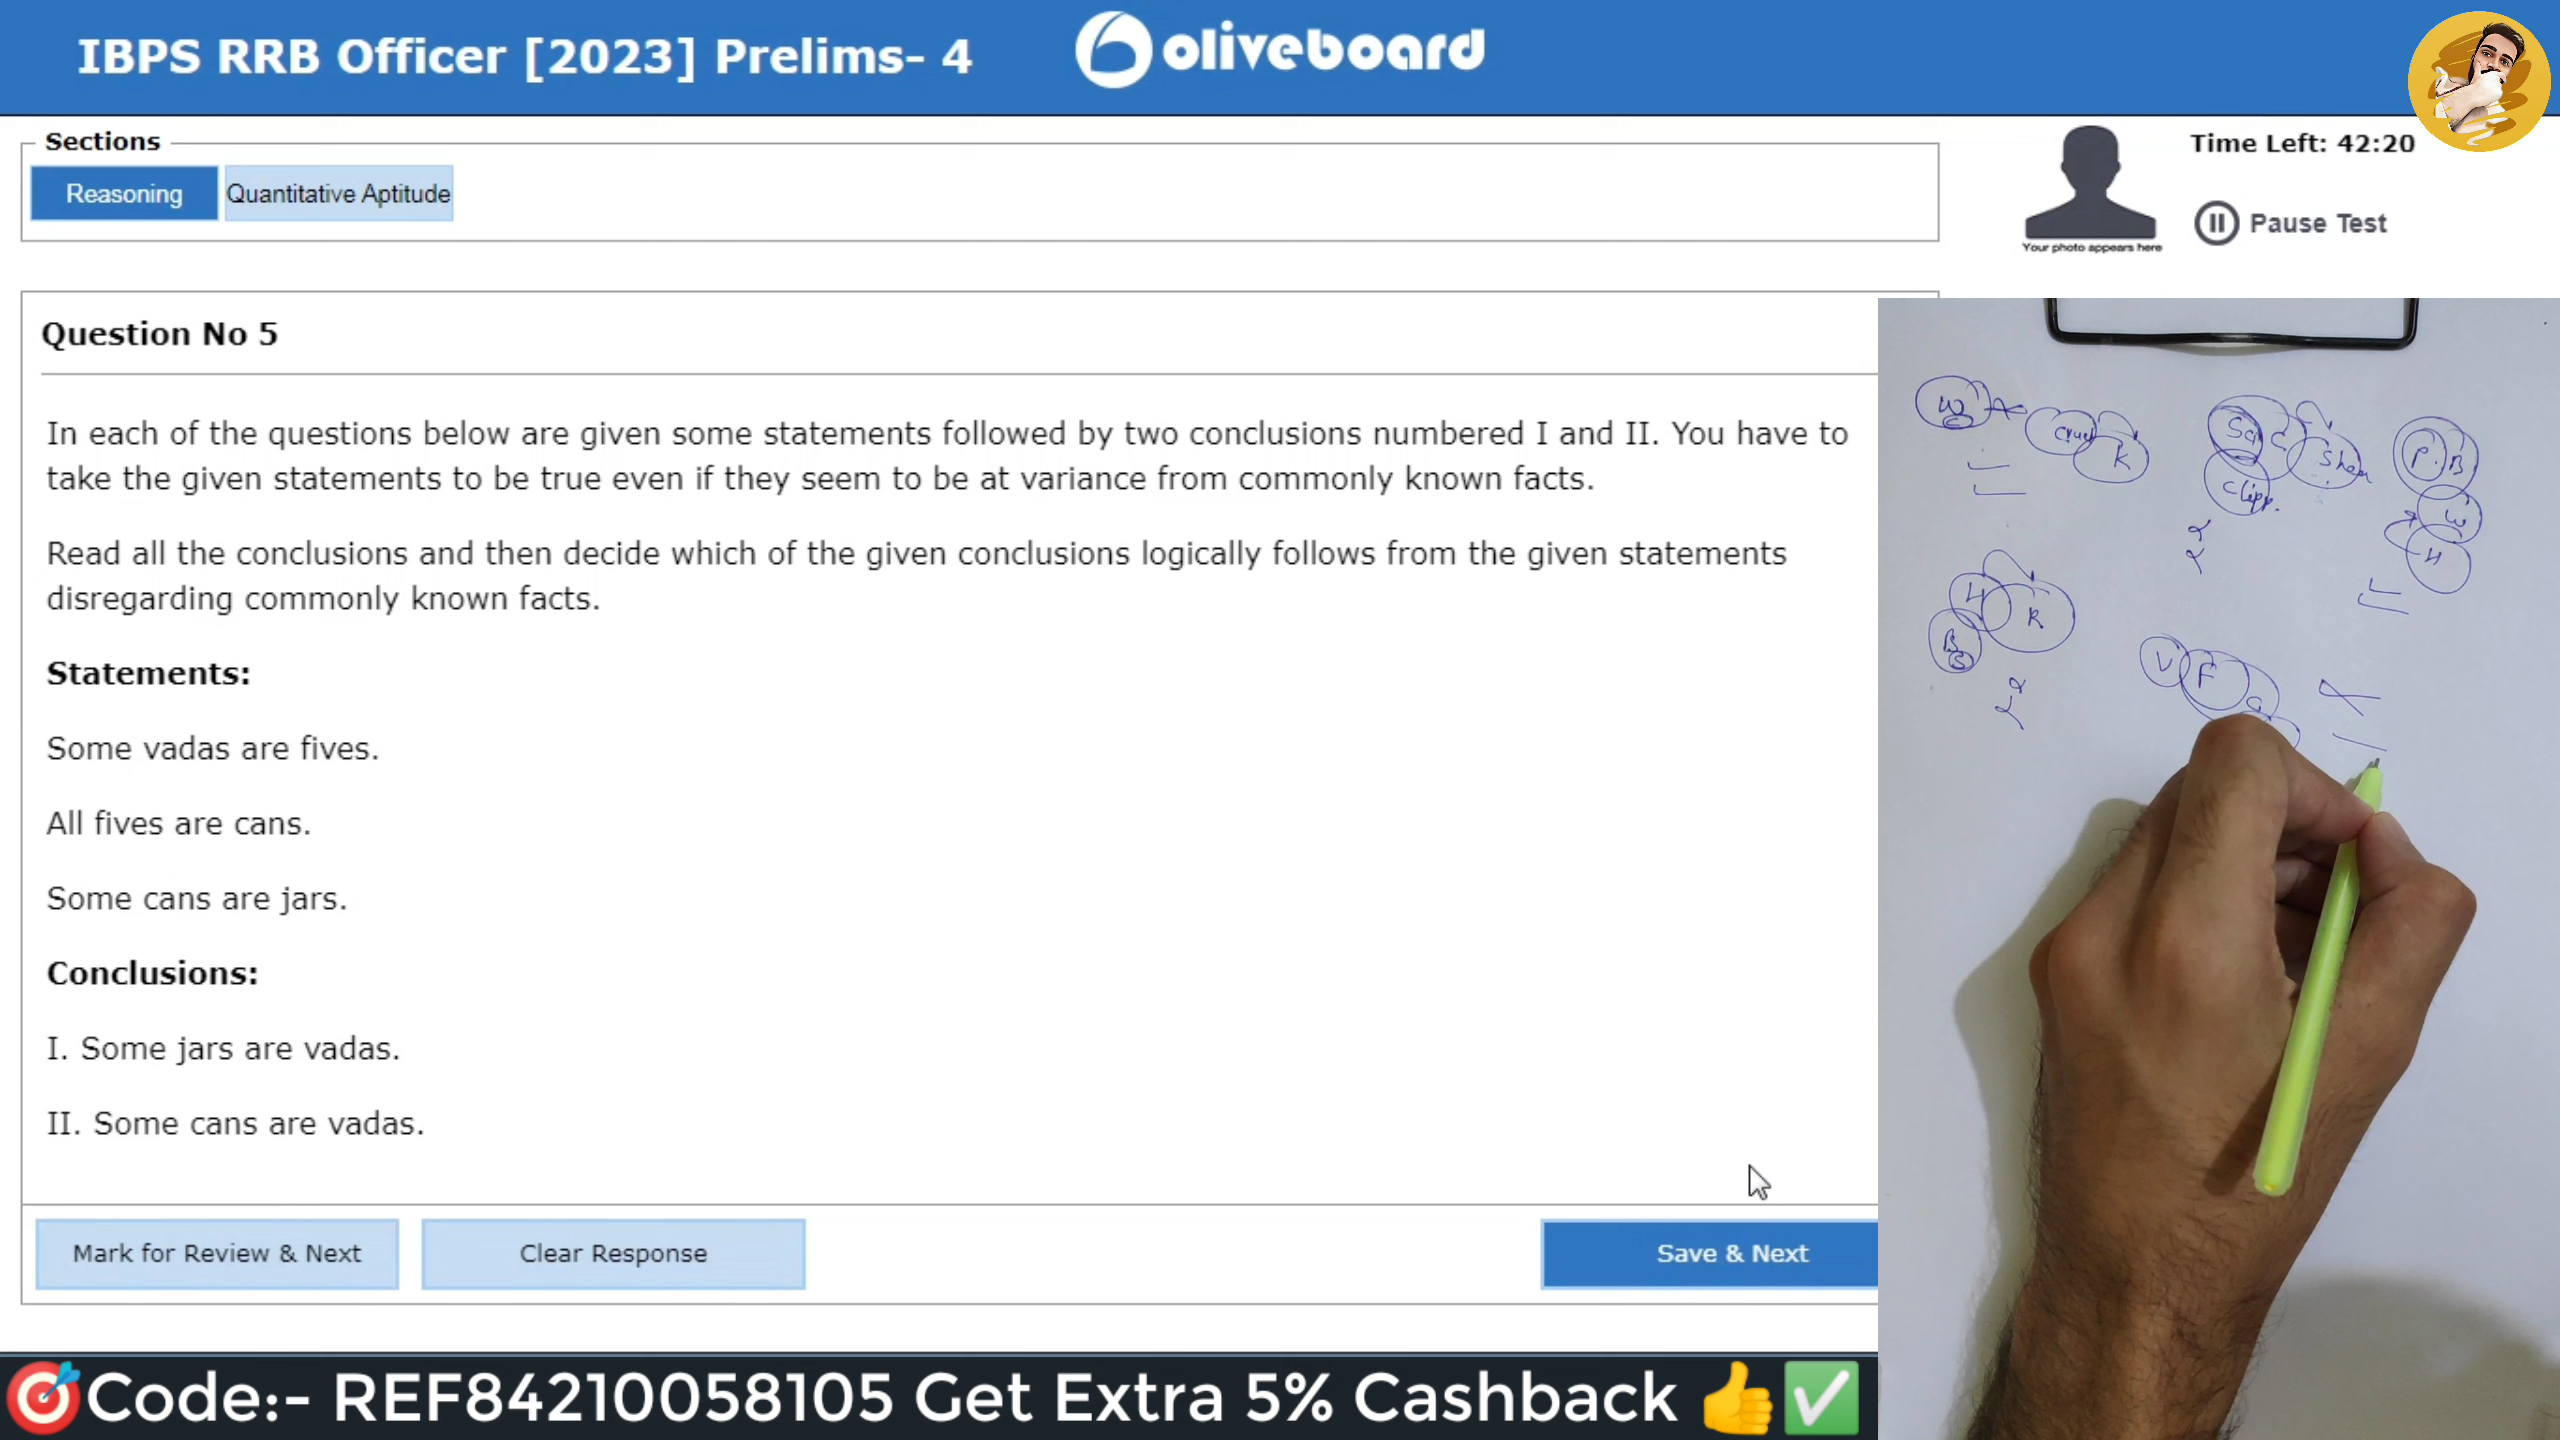 IBPS RRB Officer [2023] Prelims- 4
oliveboard
Sections
Reasoning
Quantitative Aptitude
Your photo appears here
Time Left: 42:20
Pause Test
Question No 5
In each of the questions below are given some statements followed by two conclusions numbered I and II. You have to
take the given statements to be true even if they seem to be at variance from commonly known facts.
Read all the conclusions and then decide which of the given conclusions logically follows from the given statements
disregarding commonly known facts.
Statements:
Some vadas are fives.
All fives are cans.
Some cans are jars.
Conclusions:
I. Some jars are vadas.
II. Some cans are vadas.
Mark for Review & Next
Clear Response
Save & Next
W
C
Cruel
K
C
Clipp.
P.
B
W
H
R
B
S
V
F
Code:- REF84210058105 Get Extra 5% Cashback